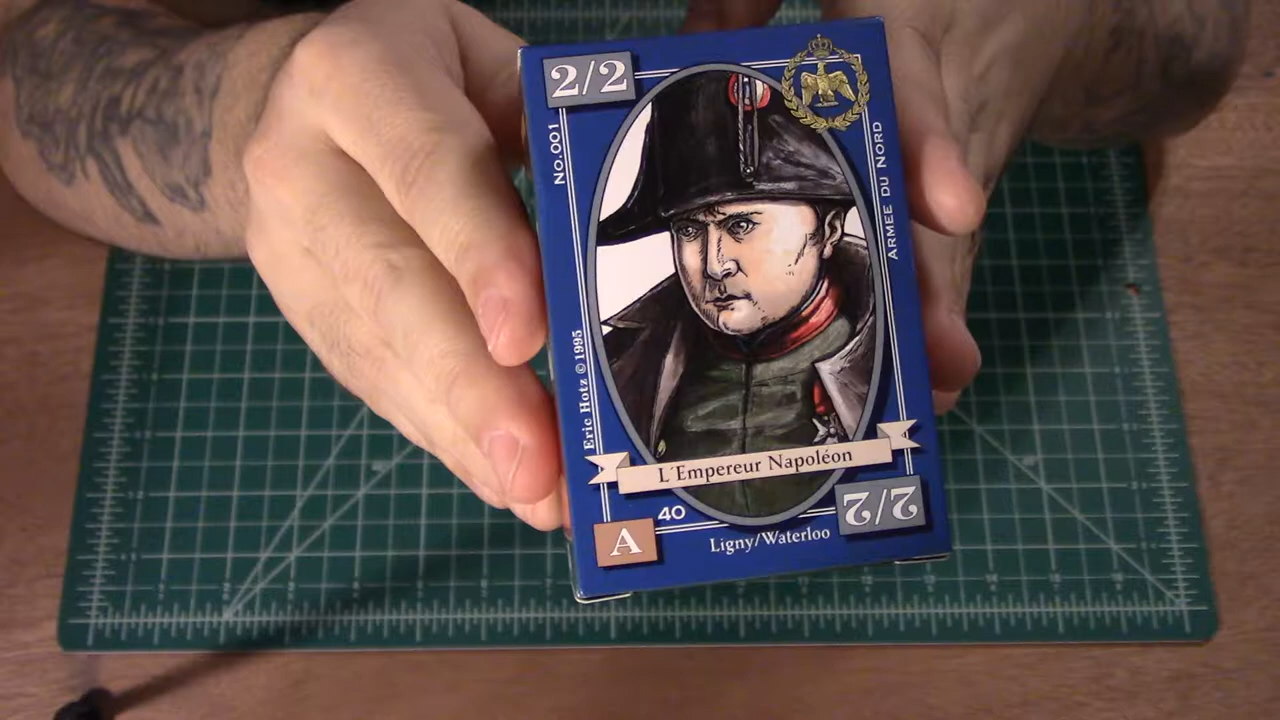 2/2
No.001
ARMEE DU NORD
Eric Hotz © 1995
L'Empereur Napoléon
40
A
Ligny/Waterloo
2/2